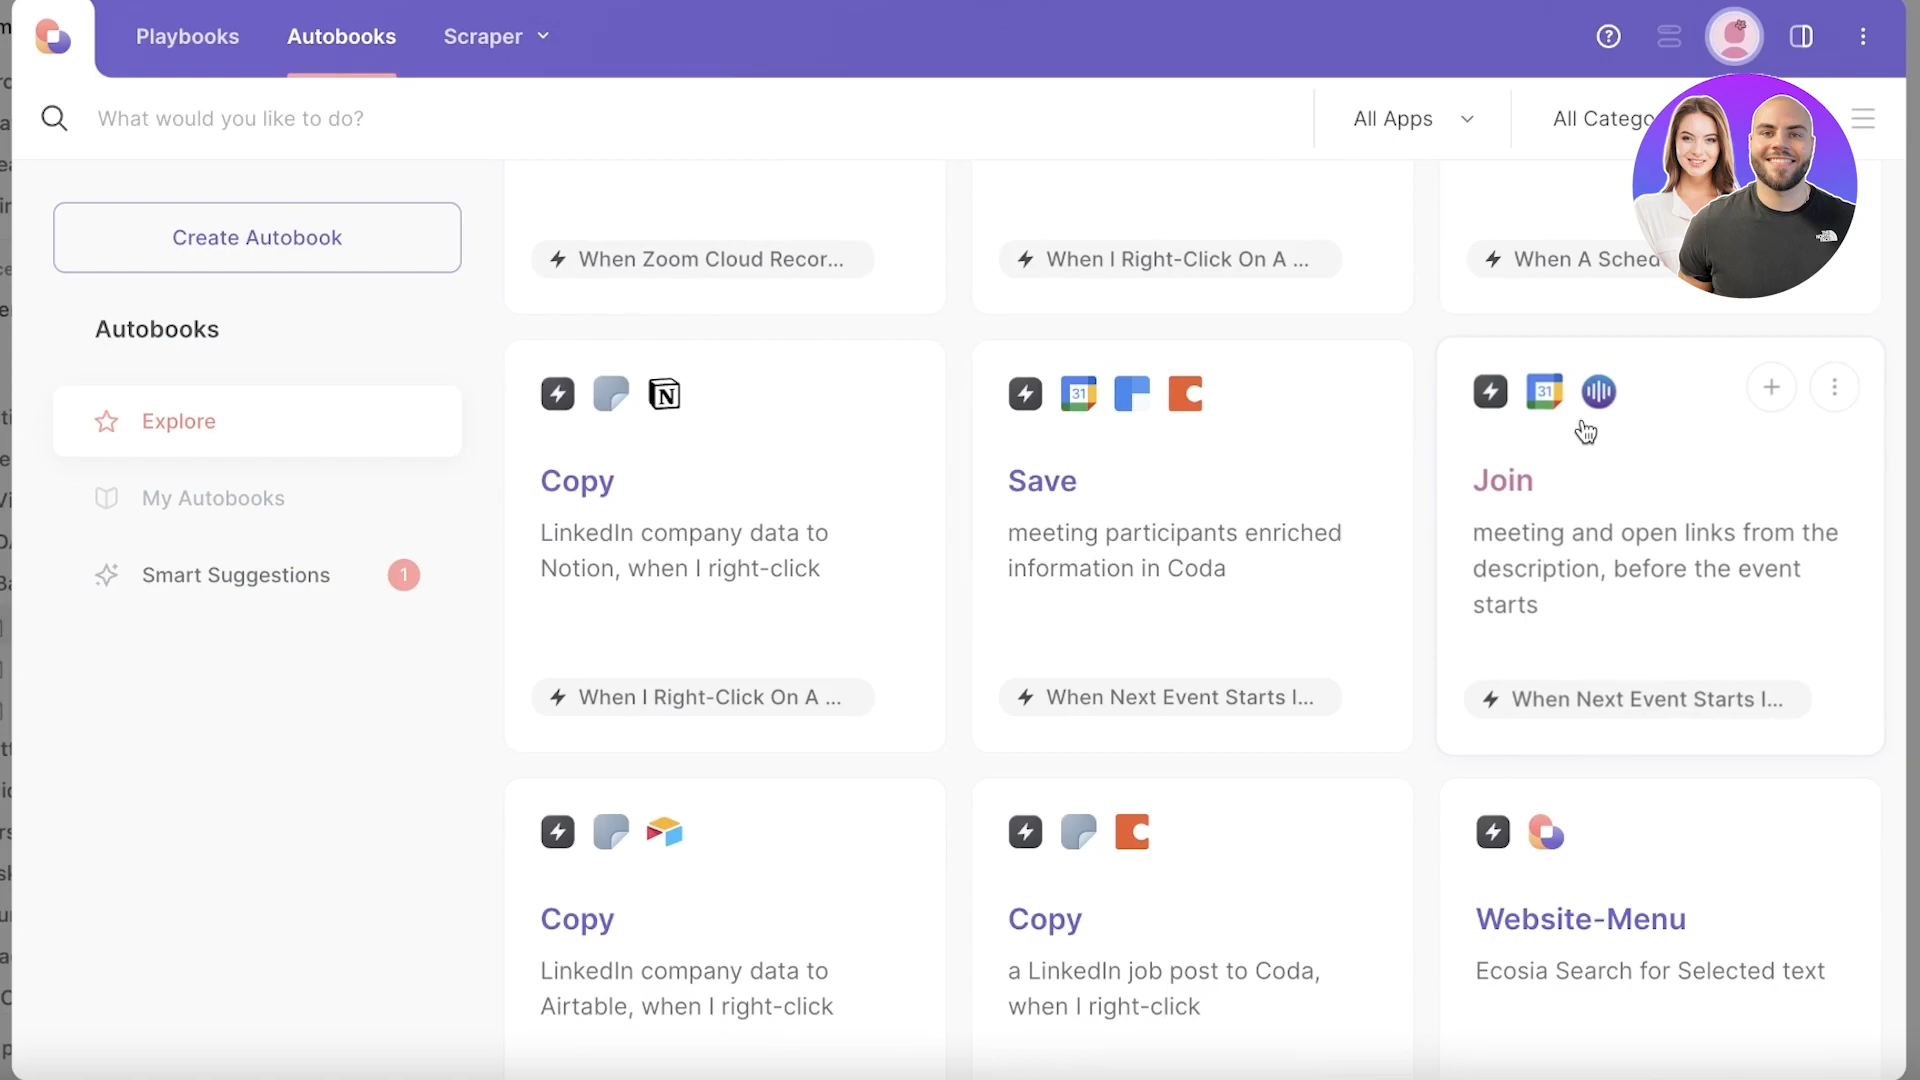 Playbooks
Autobooks
Scraper
What would you like to do?
All Apps
All Catego
Create Autobook
Autobooks
Explore
My Autobooks
Smart Suggestions
1
When Zoom Cloud Recor...
When I Right-Click On A ...
When A Sched
Copy
LinkedIn company data to
Notion, when I right-click
When I Right-Click On A ...
31
Save
meeting participants enriched
information in Coda
When Next Event Starts I...
31
Join
meeting and open links from the
description, before the event
starts
When Next Event Starts I...
Copy
LinkedIn company data to
Airtable, when I right-click
Copy
a LinkedIn job post to Coda,
when I right-click
Website-Menu
Ecosia Search for Selected text